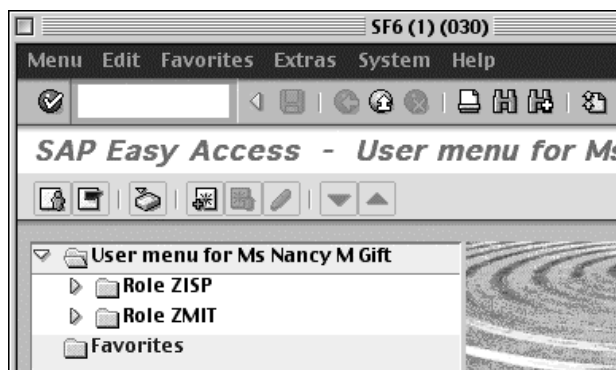 SF6 (1) (030)
Menu Edit Favorites Extras System Help
SAP Easy Access - User menu for Ms
User menu for Ms Nancy M Gift
Role ZISP
Role ZMIT
Favorites